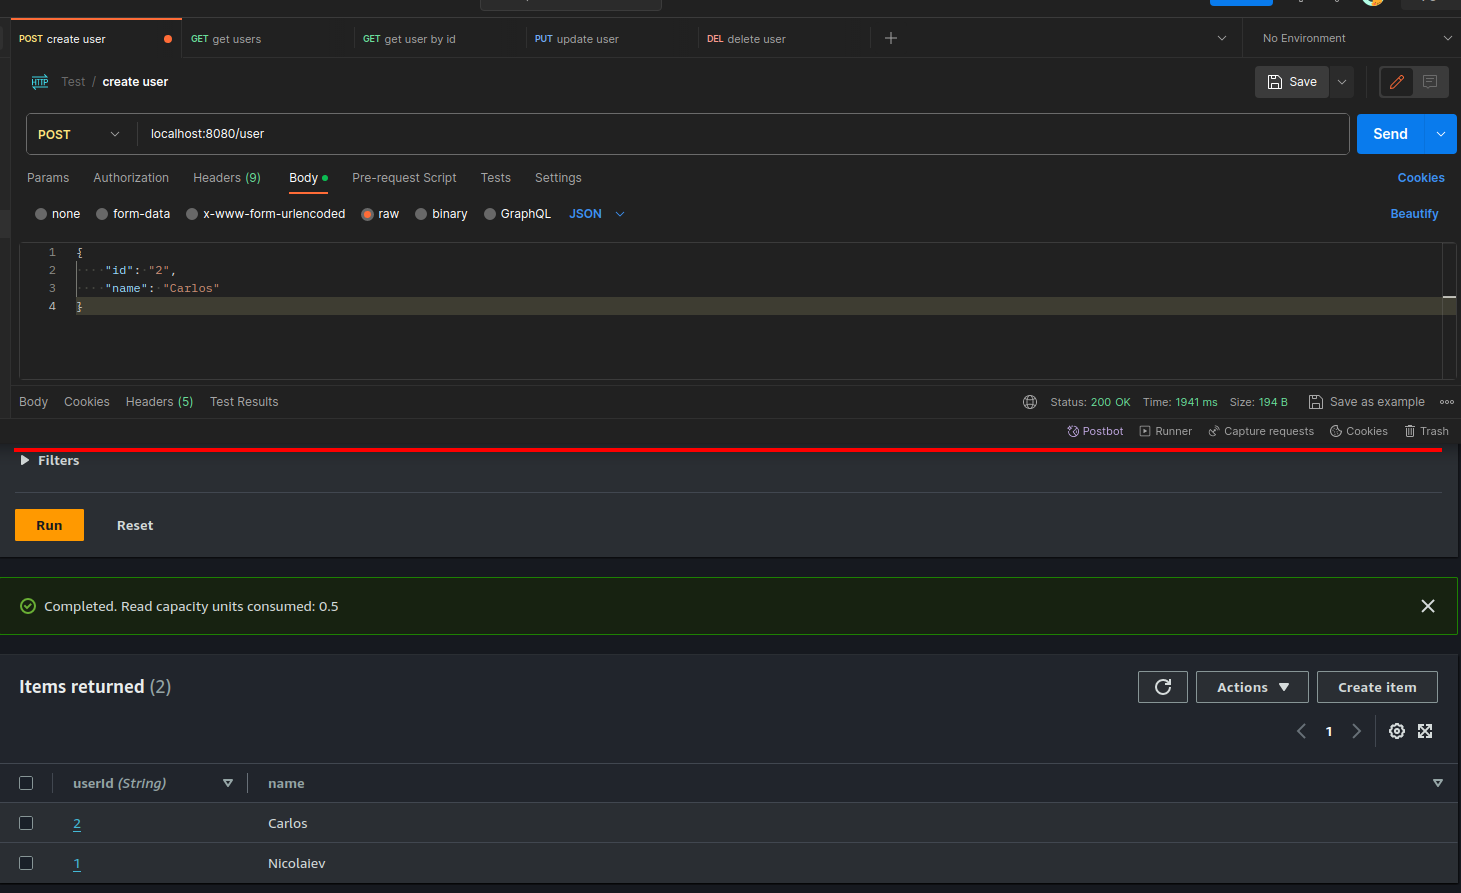 POST create user GET get users GET get user by id PUT update user DEL delete user No Environment
HTTP Test / create user Save
POST localhost:8080/user Send
Params Authorization Headers (9) Body Pre-request Script Tests Settings Cookies
none form-data x-www-form-urlencoded raw binary GraphQL JSON Beautify
1 {
2 "id": "2",
3 "name": "Carlos"
4 }
Body Cookies Headers (5) Test Results Status: 200 OK Time: 1941 ms Size: 194 B Save as example
Postbot Runner Capture requests Cookies Trash
Filters
Run Reset
Completed. Read capacity units consumed: 0.5
Items returned (2) Actions Create item
1
userId (String) name
2 Carlos
1 Nicolaiev